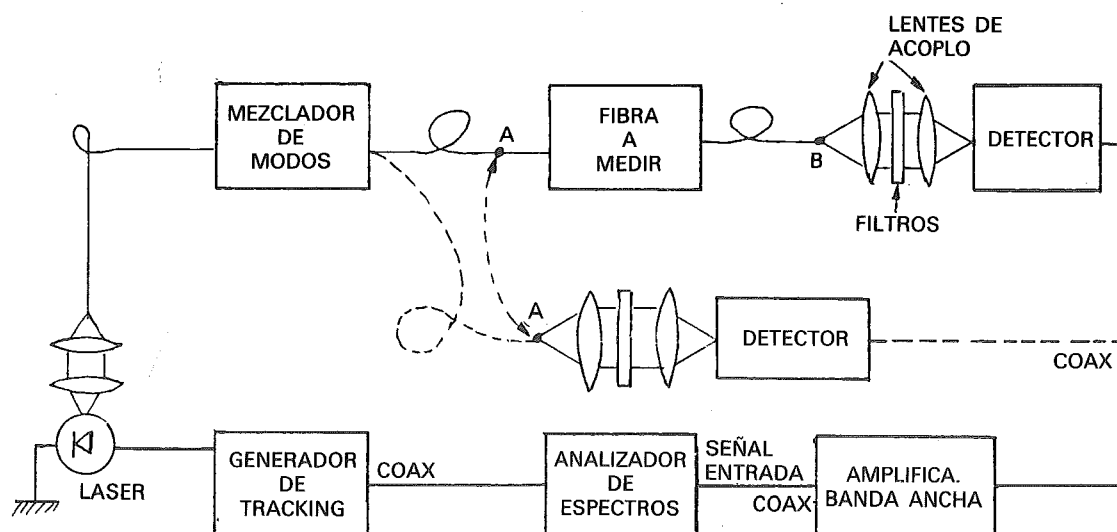 LENTES DE
ACOPLO
MEZCLADOR
DE
MODOS
A
FIBRA
A
MEDIR
B
DETECTOR
FILTROS
A
DETECTOR
COAX
LASER
GENERADOR
DE
TRACKING
COAX
ANALIZADOR
DE
ESPECTROS
SEÑAL
ENTRADA
COAX
AMPLIFICA.
BANDA ANCHA